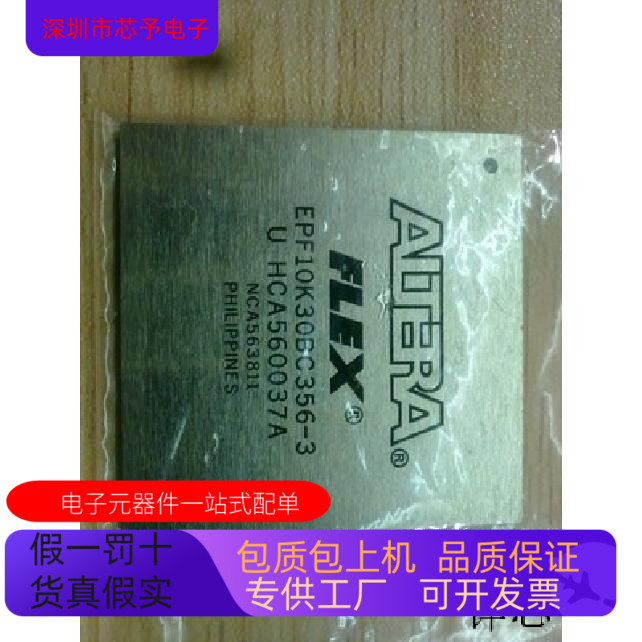 深圳市芯予电子
ALTERA®
FLEX®
EPF10K30BC356-3
U HCA560037A
NCA563811
PHILIPPINES
电子元器件一站式配单
假一罚十
货真假实
包质包上机 品质保证
专供工厂 可开发票